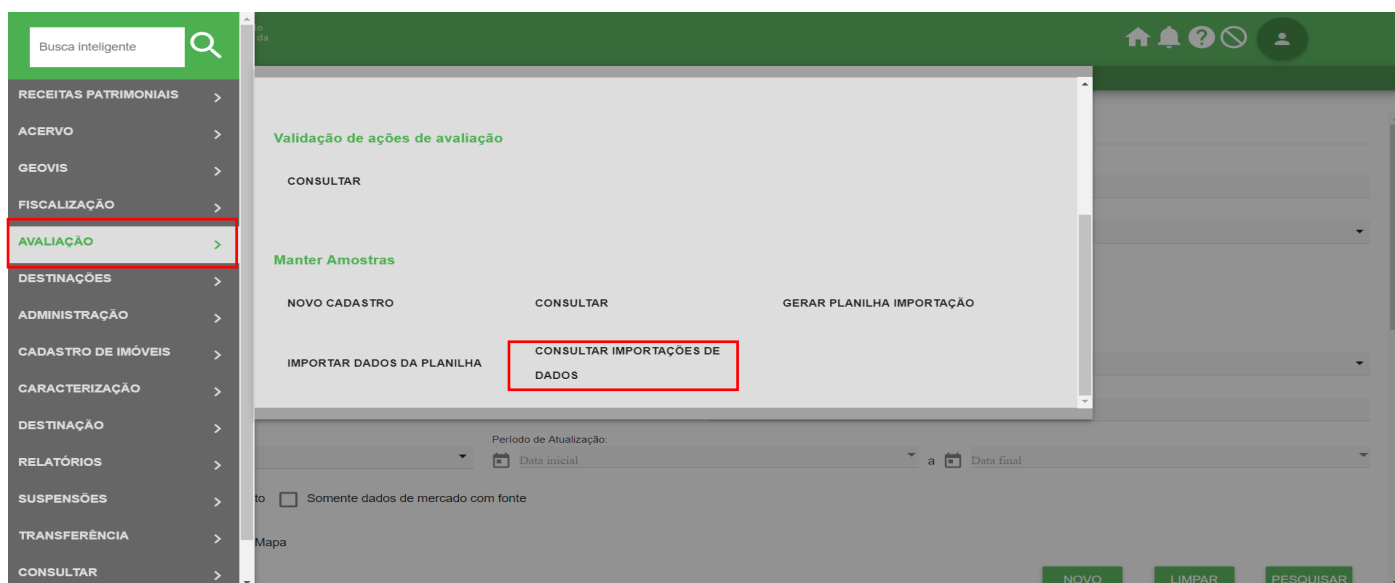 Busca inteligente
RECEITAS PATRIMONIAIS
ACERVO
GEOVIS
FISCALIZAÇÃO
AVALIAÇÃO
DESTINAÇÕES
ADMINISTRAÇÃO
CADASTRO DE IMÓVEIS
CARACTERIZAÇÃO
DESTINAÇÃO
RELATÓRIOS
SUSPENSÕES
TRANSFERÊNCIA
CONSULTAR
Validação de ações de avaliação
CONSULTAR
Manter Amostras
NOVO CADASTRO CONSULTAR GERAR PLANILHA IMPORTAÇÃO
IMPORTAR DADOS DA PLANILHA
CONSULTAR IMPORTAÇÕES DE
DADOS
Período de Atualização:
Data inicial a Data final
to Somente dados de mercado com fonte
Mapa
NOVO LIMPAR PESQUISAR